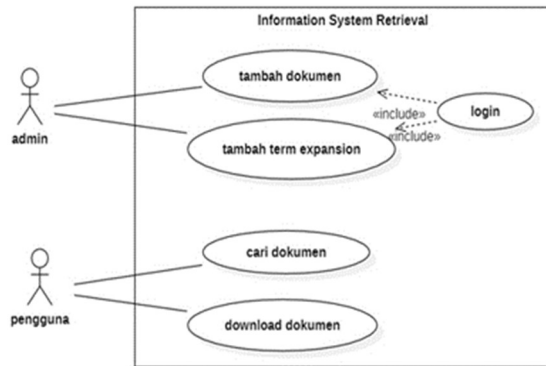 Information System Retrieval
tambah dokumen
«include»
login
«include»
admin
tambah term expansion
cari dokumen
pengguna
download dokumen